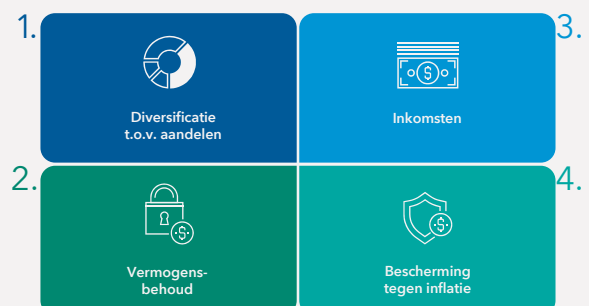 1.
Diversificatie
t.o.v. aandelen
2.
Vermogens-
behoud
3.
Inkomsten
4.
Bescherming
tegen inflatie